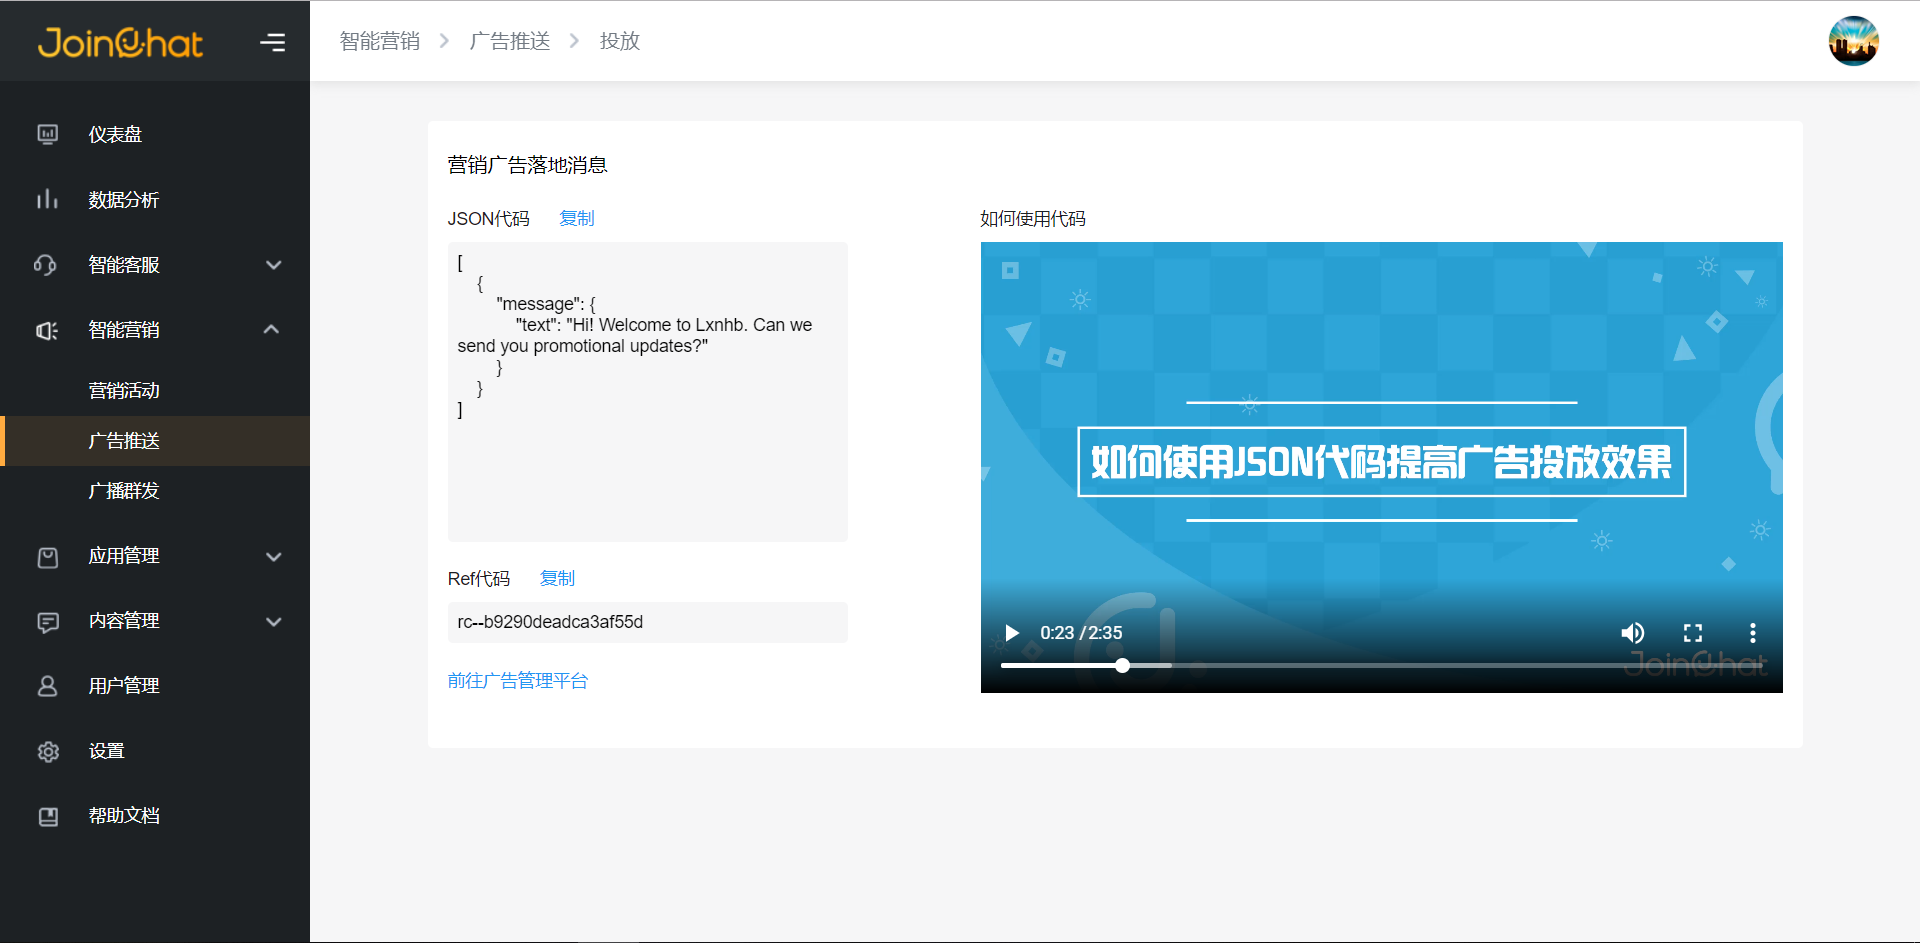 JoinChat
智能营销 > 广告推送 > 投放
仪表盘
数据分析
智能客服
智能营销
营销活动
广告推送
广播群发
应用管理
内容管理
用户管理
设置
帮助文档
营销广告落地消息
JSON代码 复制
[
{
"message": {
"text": "Hi! Welcome to Lxnhb. Can we
send you promotional updates?"
}
}
]
Ref代码 复制
rc--b9290deadca3af55d
前往广告管理平台
如何使用代码
如何使用JSON代码提高广告投放效果
0:23 / 2:35
JoinChat